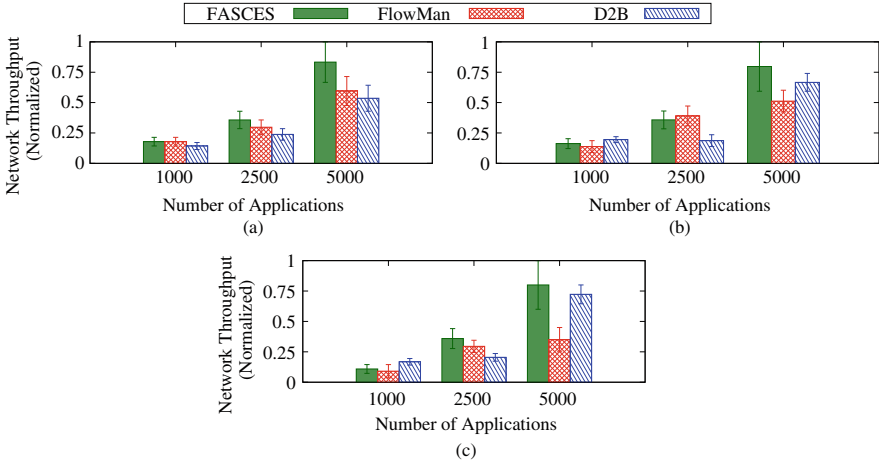 FASCES FlowMan D2B
Network Throughput
(Normalized)
1
0.75
0.5
0.25
0
1000 2500 5000
Number of Applications
(a)
1
0.75
0.5
0.25
0
1000 2500 5000
Number of Applications
(b)
Network Throughput
(Normalized)
1
0.75
0.5
0.25
0
1000 2500 5000
Number of Applications
(c)